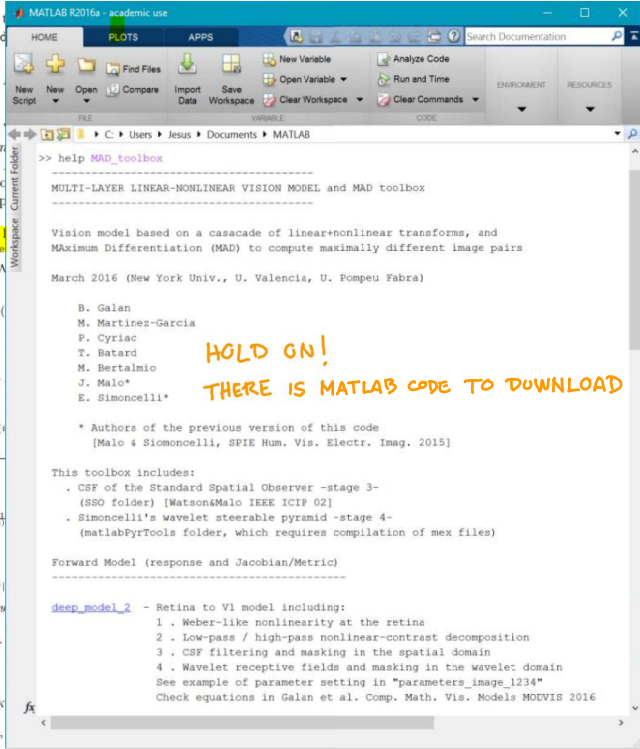 MATLAB R2016a - academic use
HOME PLOTS APPS Search Documentation
New Script New Open Find Files Compare Import Data Save Workspace New Variable Open Variable Clear Workspace Analyze Code Run and Time Clear Commands ENVIRONMENT RESOURCES
FILE VARIABLE CODE
C: Users Jesus Documents MATLAB
Current Folder
Workspace
>> help MAD_toolbox
----------------------------------------
MULTI-LAYER LINEAR-NONLINEAR VISION MODEL and MAD toolbox
----------------------------------------
Vision model based on a casacade of linear+nonlinear transforms, and
MAximum Differentiation (MAD) to compute maximally different image pairs
March 2016 (New York Univ., U. Valencia, U. Pompeu Fabra)
B. Galan
M. Martinez-Garcia
P. Cyriac
T. Batard
M. Bertalmio
J. Malo*
E. Simoncelli*
HOLD ON!
THERE IS MATLAB CODE TO DOWNLOAD
* Authors of the previous version of this code
[Malo & Siomoncelli, SPIE Hum. Vis. Electr. Imag. 2015]
This toolbox includes:
. CSF of the Standard Spatial Observer -stage 3-
(SSO folder) [Watson&Malo IEEE ICIP 02]
. Simoncelli's wavelet steerable pyramid -stage 4-
(matlabPyrTools folder, which requires compilation of mex files)
Forward Model (response and Jacobian/Metric)
---------------------------------------------
deep_model_2 - Retina to V1 model including:
1 . Weber-like nonlinearity at the retina
2 . Low-pass / high-pass nonlinear-contrast decomposition
3 . CSF filtering and masking in the spatial domain
4 . Wavelet receptive fields and masking in the wavelet domain
See example of parameter setting in "parameters_image_1234"
Check equations in Galan et al. Comp. Math. Vis. Models MODVIS 2016
fx